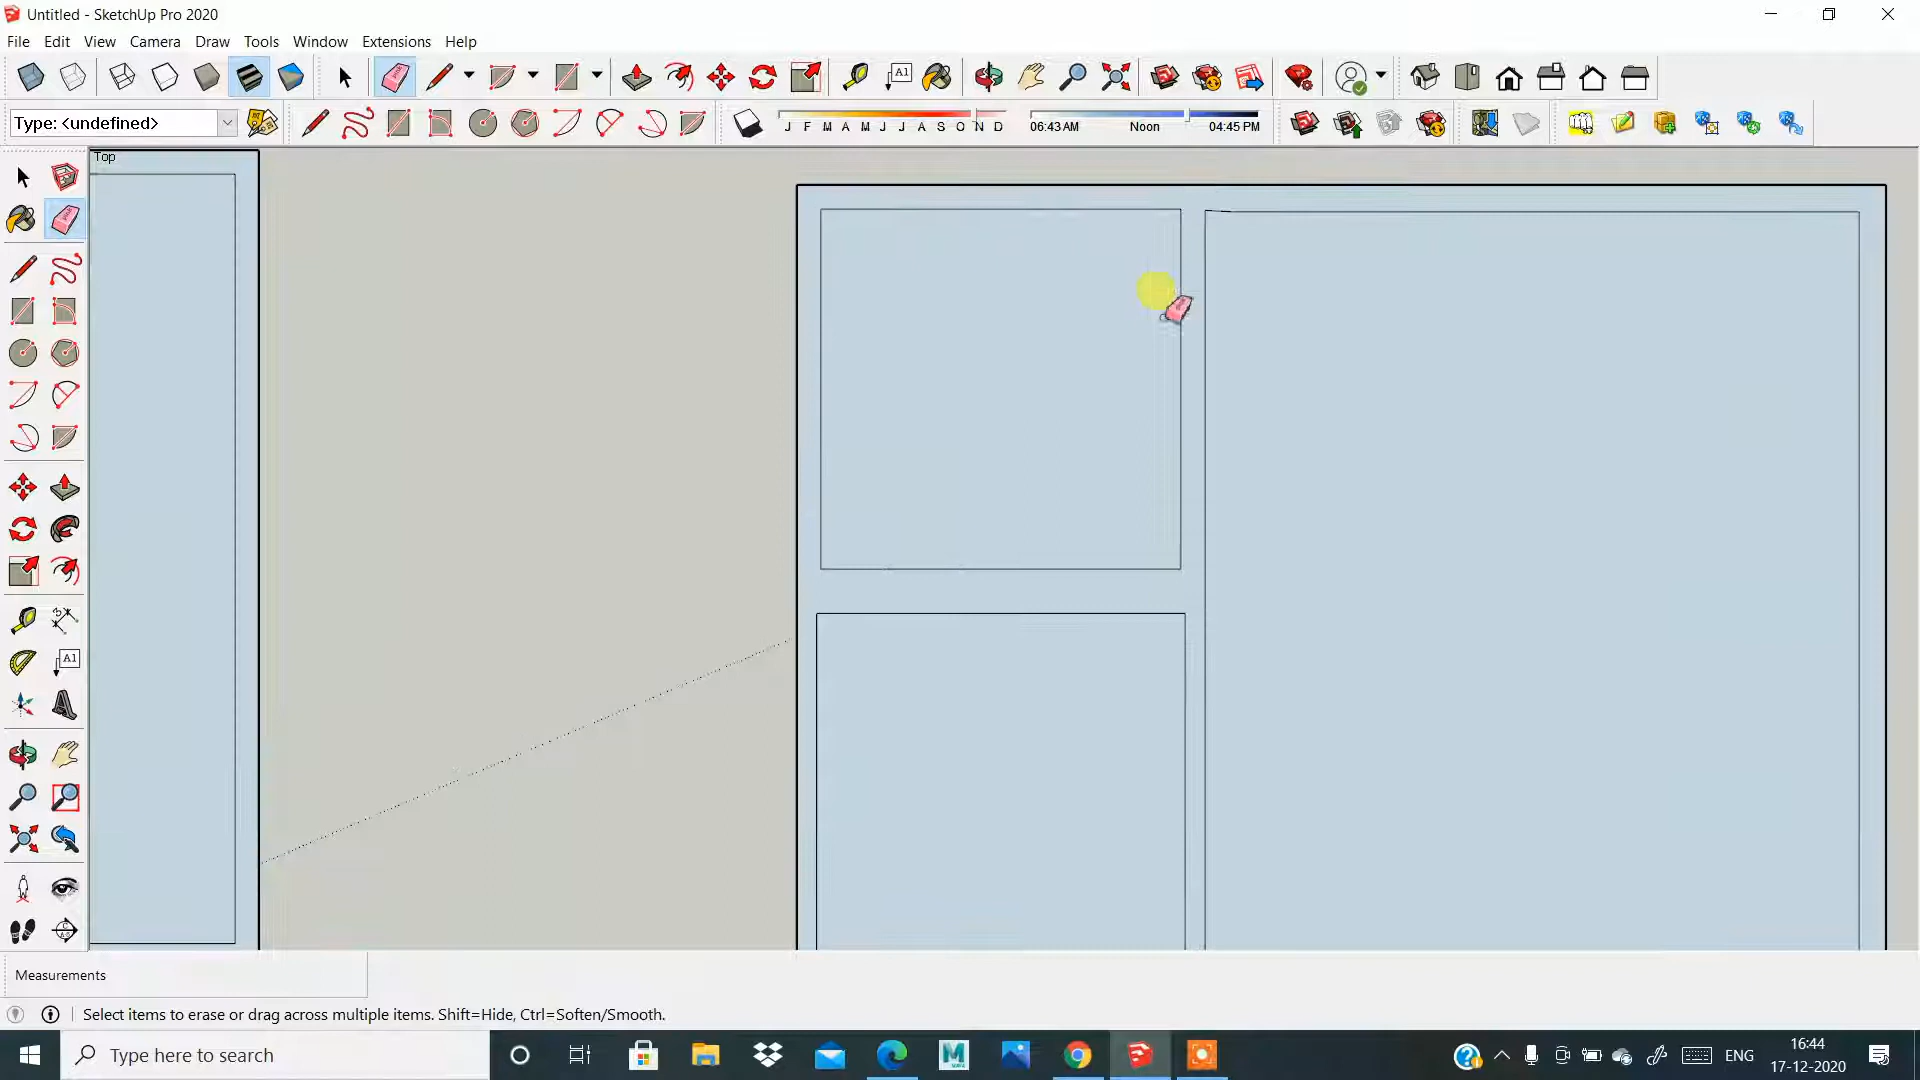 Untitled - SketchUp Pro 2020
File Edit View Camera Draw Tools Window Extensions Help
A1
Type: <undefined>
J F M A M J J A S O N D
06:43 AM Noon 04:45 PM
Top
A1
Measurements
Select items to erase or drag across multiple items. Shift=Hide, Ctrl=Soften/Smooth.
Type here to search
M
ENG
16:44
17-12-2020